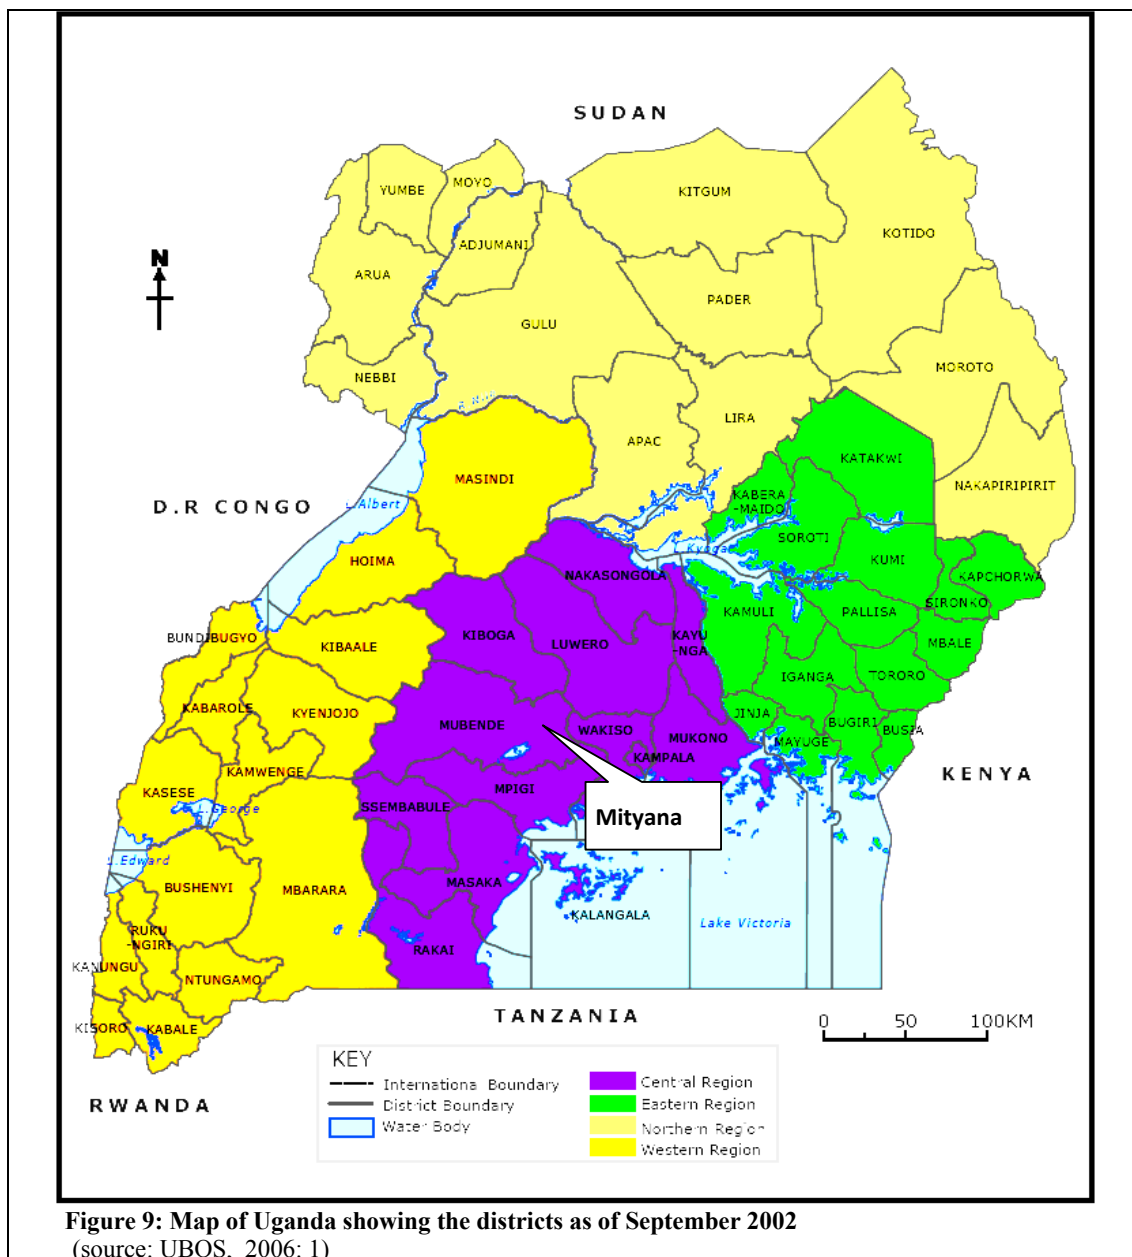 SUDAN
YUMBE
MOYO
KITGUM
KOTIDO
N
ADJUMANI
ARUA
PADER
GULU
MOROTO
NEBBI
LIRA
APAC
KATAKWI
MASINDI
NAKAPIRIPIRIT
KABERA
-MAIDO
D.R CONGO
L.Albert
SOROTI
L.Kyoga
HOIMA
KUMI
NAKASONGOLA
KAPCHORWA
SIRONKO
KAMULI
PALLISA
BUNDIBUGYO
KIBOGA
KAYU
-NGA
LUWERO
KIBAALE
MBALE
IGANGA
TORORO
KABAROLE
KYENJOJO
JINJA
MUBENDE
WAKISO
BUGIRI
BUSIA
MUKONO
MAYUGE
KAMPALA
KAMWENGE
KENYA
KASESE
MPIGI
SSEMBABULE
L.George
Mityana
L.Edward
MASAKA
BUSHENYI
MBARARA
KALANGALA
Lake Victoria
RUKU
-NGIRI
RAKAI
KANUNGU
NTUNGAMO
TANZANIA
KISORO
KABALE
0 50 100KM
KEY
International Boundary
District Boundary
Water Body
Central Region
Eastern Region
Northern Region
Western Region
RWANDA
Figure 9: Map of Uganda showing the districts as of September 2002
(source: UBOS, 2006: 1)